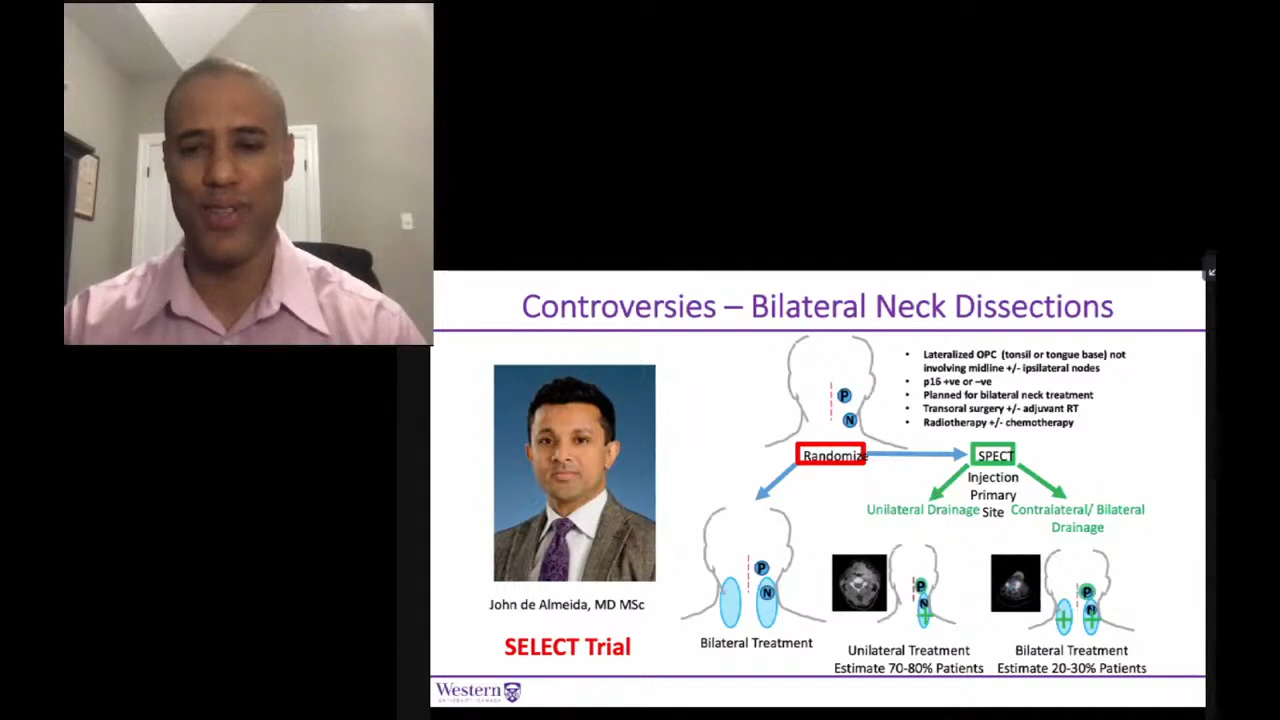 Controversies – Bilateral Neck Dissections
• Lateralized OPC (tonsil or tongue base) not
involving midline +/- ipsilateral nodes
• p16 +ve or –ve
• Planned for bilateral neck treatment
• Transoral surgery +/- adjuvant RT
• Radiotherapy +/- chemotherapy
P
N
Randomize
SPECT
Injection
Primary
Site
Unilateral Drainage
Contralateral/ Bilateral
Drainage
P
N
P
N
P
N
John de Almeida, MD MSc
SELECT Trial
Bilateral Treatment
Unilateral Treatment
Estimate 70-80% Patients
Bilateral Treatment
Estimate 20-30% Patients
Western
UNIVERSITY · CANADA